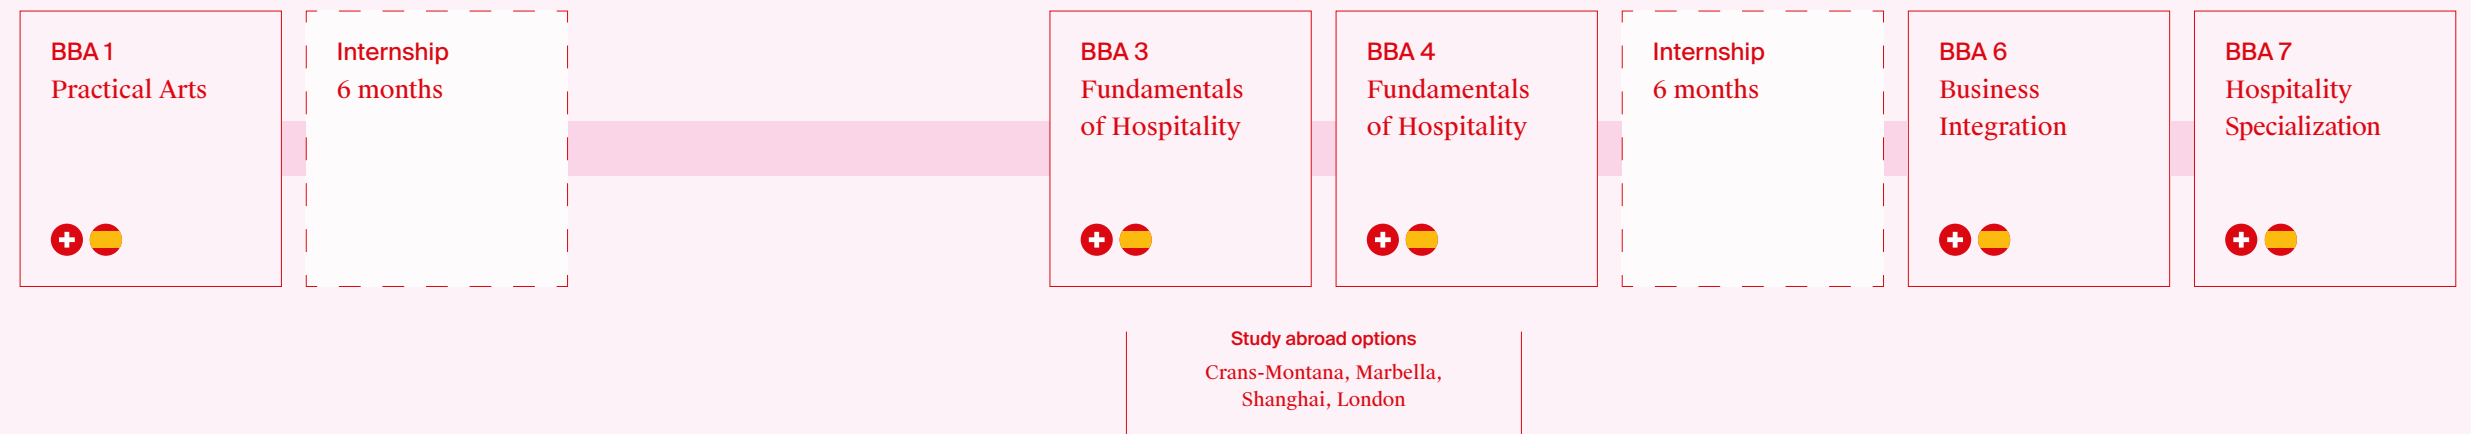 BBA 1
Practical Arts
Internship
6 months
BBA 3
Fundamentals
of Hospitality
BBA 4
Fundamentals
of Hospitality
Internship
6 months
BBA 6
Business
Integration
BBA 7
Hospitality
Specialization
Study abroad options
Crans-Montana, Marbella,
Shanghai, London